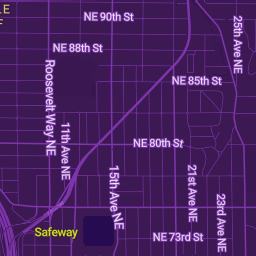 LE
NE 90th St
25th Ave NE
NE 88th St
Roosevelt Way NE
NE 85th St
11th Ave NE
NE 80th St
15th Ave NE
21st Ave NE
23rd Ave NE
Safeway
NE 73rd St